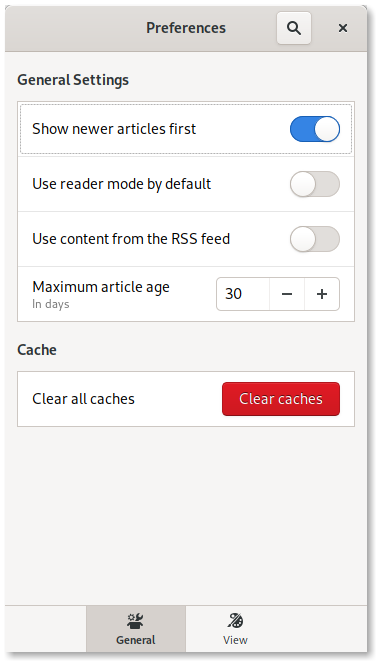 Preferences
General Settings
Show newer articles first
Use reader mode by default
Use content from the RSS feed
Maximum article age
In days
30
Cache
Clear all caches
Clear caches
General
View